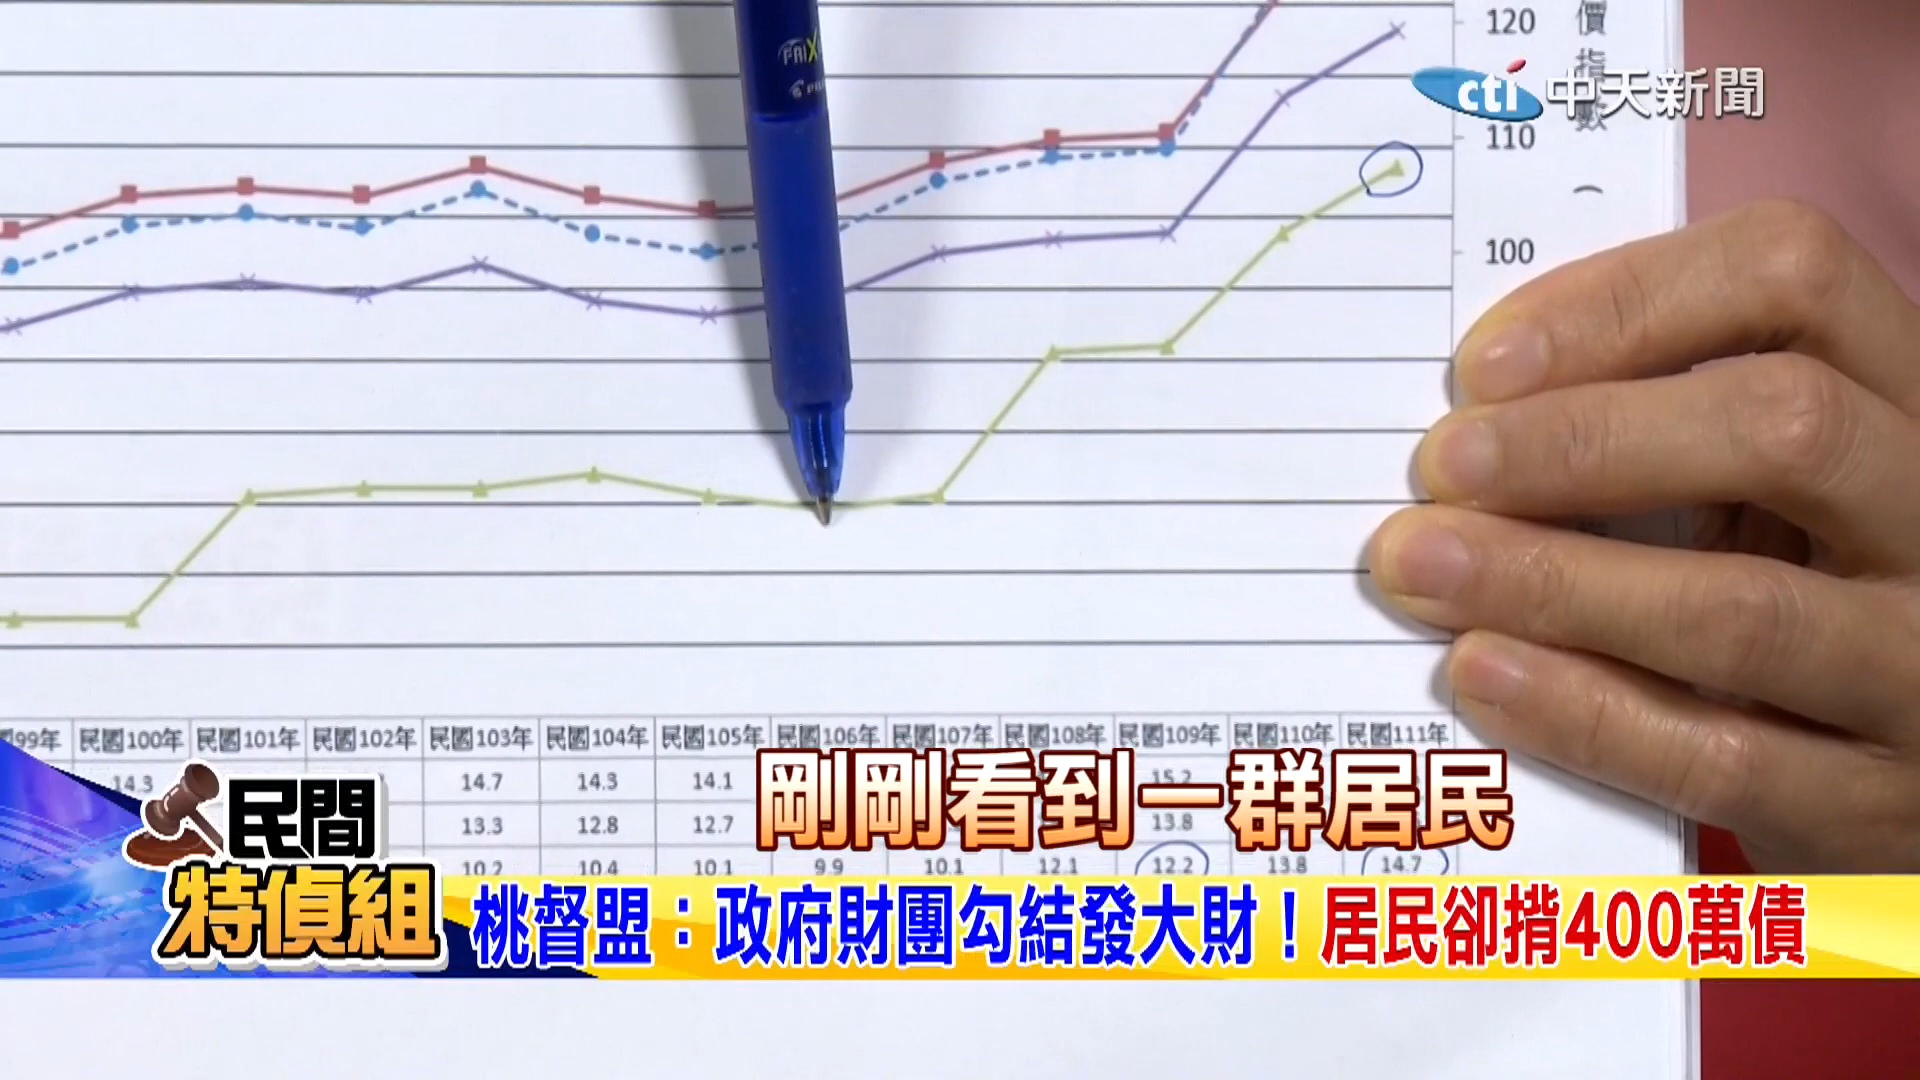 120
價指數（
cti中天新聞
110
100
FRIX
民國99年 民國100年 民國101年 民國102年 民國103年 民國104年 民國105年 民國106年 民國107年 民國108年 民國109年 民國110年 民國111年
14.3 14.7 14.3 14.1 15.2
13.3 12.8 12.7 13.8
10.2 10.4 10.1 9.9 10.1 12.1 12.2 13.8 14.7
剛剛看到一群居民
民間
特偵組
桃督盟：政府財團勾結發大財！居民卻揹400萬債